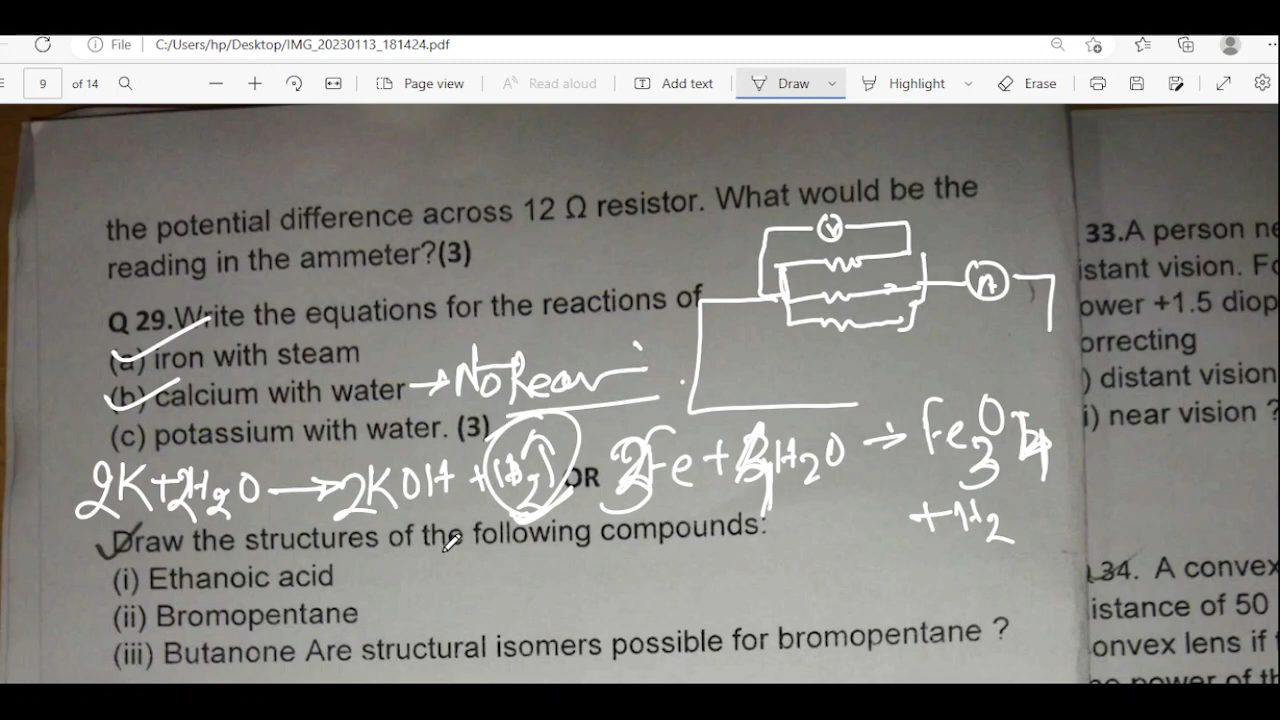 File C:/Users/hp/Desktop/IMG_20230113_181424.pdf
9 of 14 Page view Read aloud Add text Draw Highlight Erase
the potential difference across 12 Ω resistor. What would be the
reading in the ammeter?(3)
Q 29.Write the equations for the reactions of
(a) iron with steam
(b) calcium with water → No
(c) potassium with water. (3)
V
A
2K+2H2O → 2KOH + H2↑
OR
Fe + H2O → Fe3O4
+H2
Draw the structures of the following compounds:
(i) Ethanoic acid
(ii) Bromopentane
(iii) Butanone Are structural isomers possible for bromopentane ?
33.A person
istant vision.
ower +1.5
orrecting
) distant vision
i) near vision ?
34. A convex
istance of 50
onvex lens if